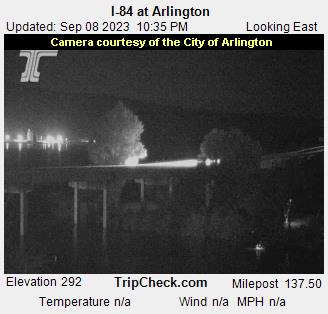 I-84 at Arlington
Updated: Sep 08 2023 10:35 PM Looking East
Camera courtesy of the City of Arlington
Elevation 292 TripCheck.com Milepost 137.50
Temperature n/a Wind n/a MPH n/a